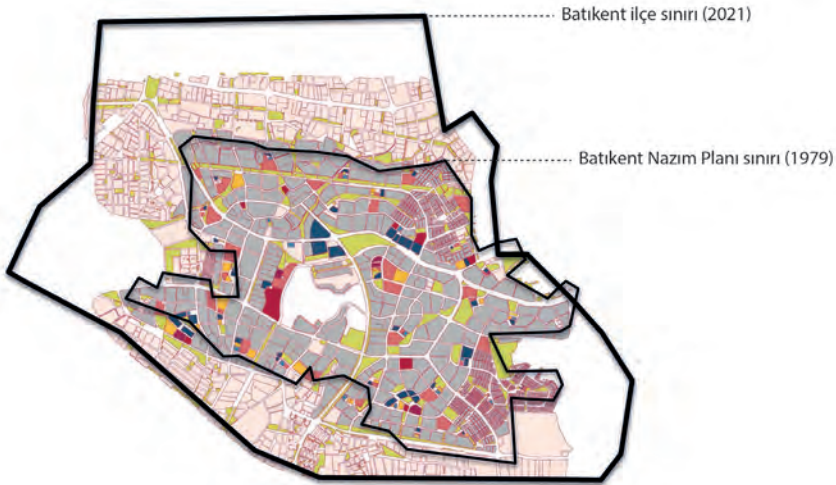 Batıkent ilçe sınırı (2021)
Batıkent Nazım Planı sınırı (1979)